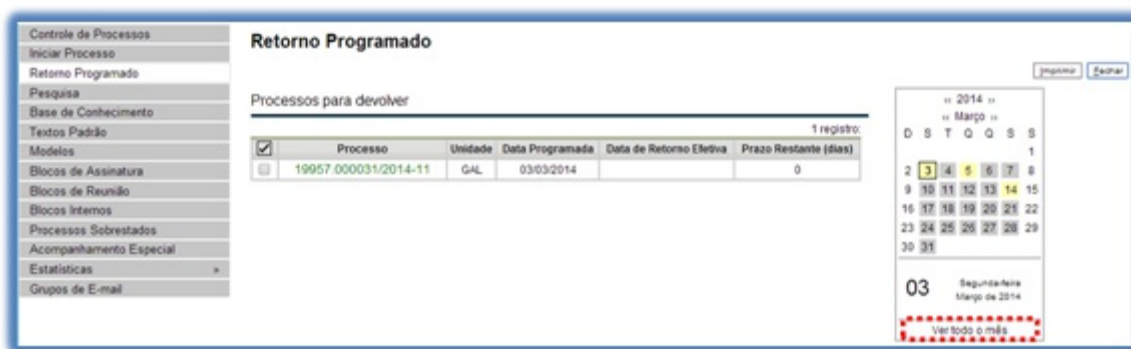 Controle de Processos
Iniciar Processo
Retorno Programado
Pesquisa
Base de Conhecimento
Textos Padrão
Modelos
Blocos de Assinatura
Blocos de Reunião
Blocos Internos
Processos Sobrestados
Acompanhamento Especial
Estatísticas
Grupos de E-mail
Retorno Programado
Imprimir Fechar
Processos para devolver
1 registro:
Processo Unidade Data Programada Data de Retorno Efetiva Prazo Restante (dias)
19957.000031/2014-11 GAL 03/03/2014 0
‹‹ 2014 ››
‹‹ Março ››
D S T Q Q S S
1
2 3 4 5 6 7 8
9 10 11 12 13 14 15
16 17 18 19 20 21 22
23 24 25 26 27 28 29
30 31
03 Segunda-feira
Março de 2014
Ver todo o mês